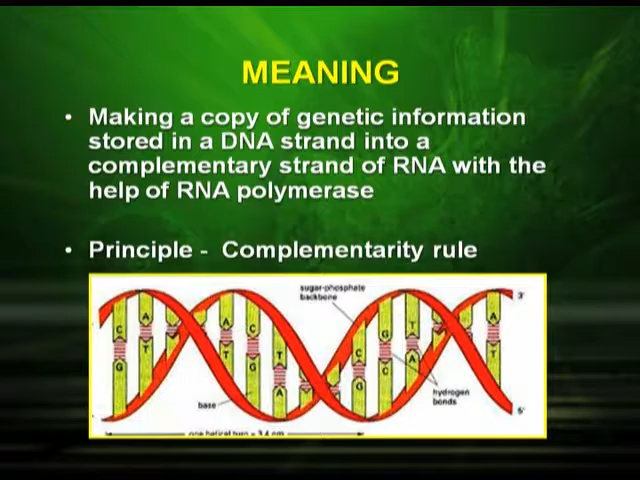 MEANING
• Making a copy of genetic information
stored in a DNA strand into a
complementary strand of RNA with the
help of RNA polymerase
• Principle - Complementarity rule
sugar-phosphate
backbone
3'
C A A C T C G T A
G T T G A G C A T
base
hydrogen
bonds
5'
one helical turn = 3.4 nm